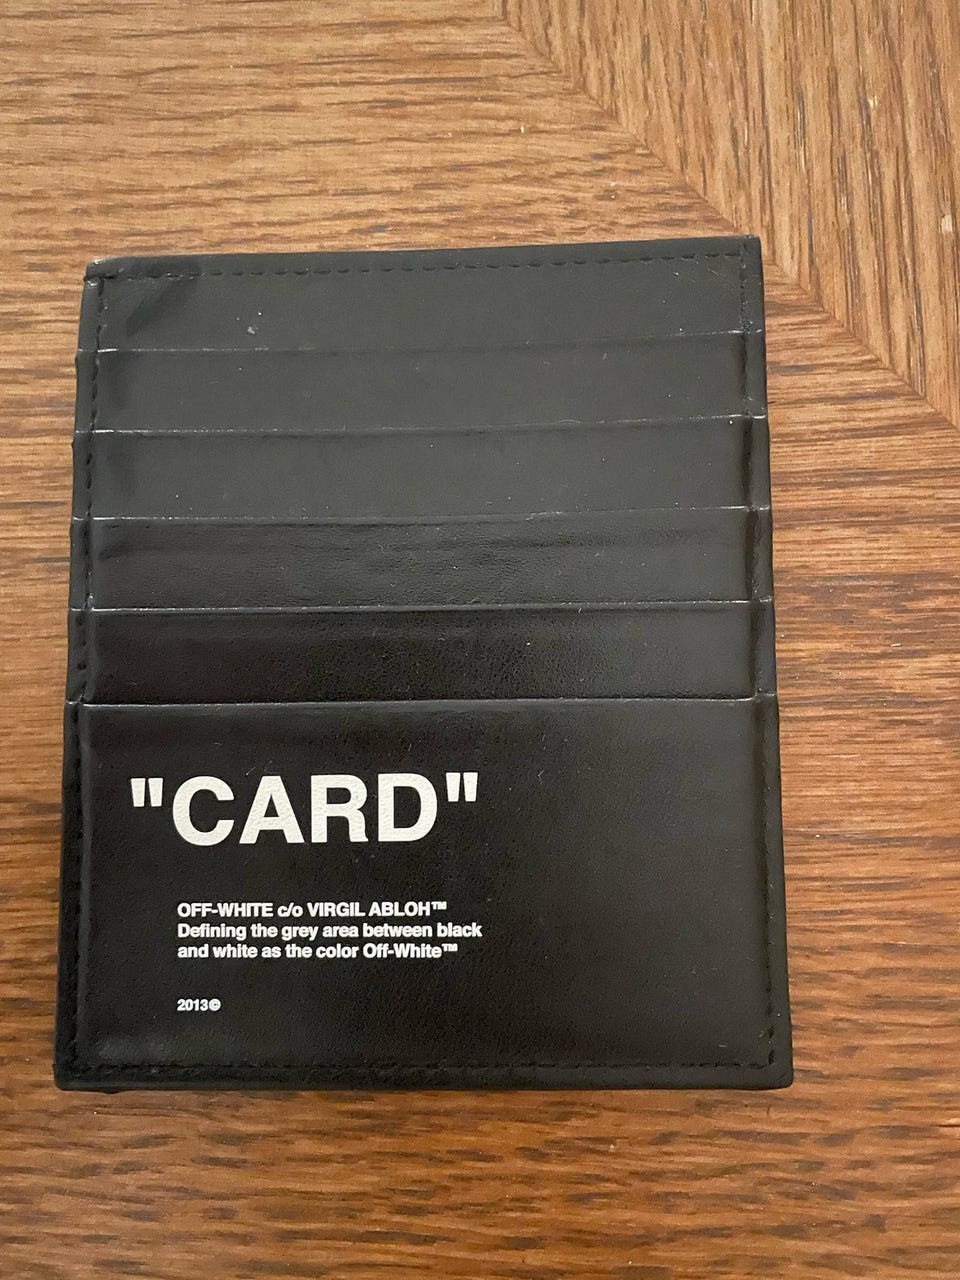 "CARD"
OFF-WHITE c/o VIRGIL ABLOH™
Defining the grey area between black
and white as the color Off-White™
2013©